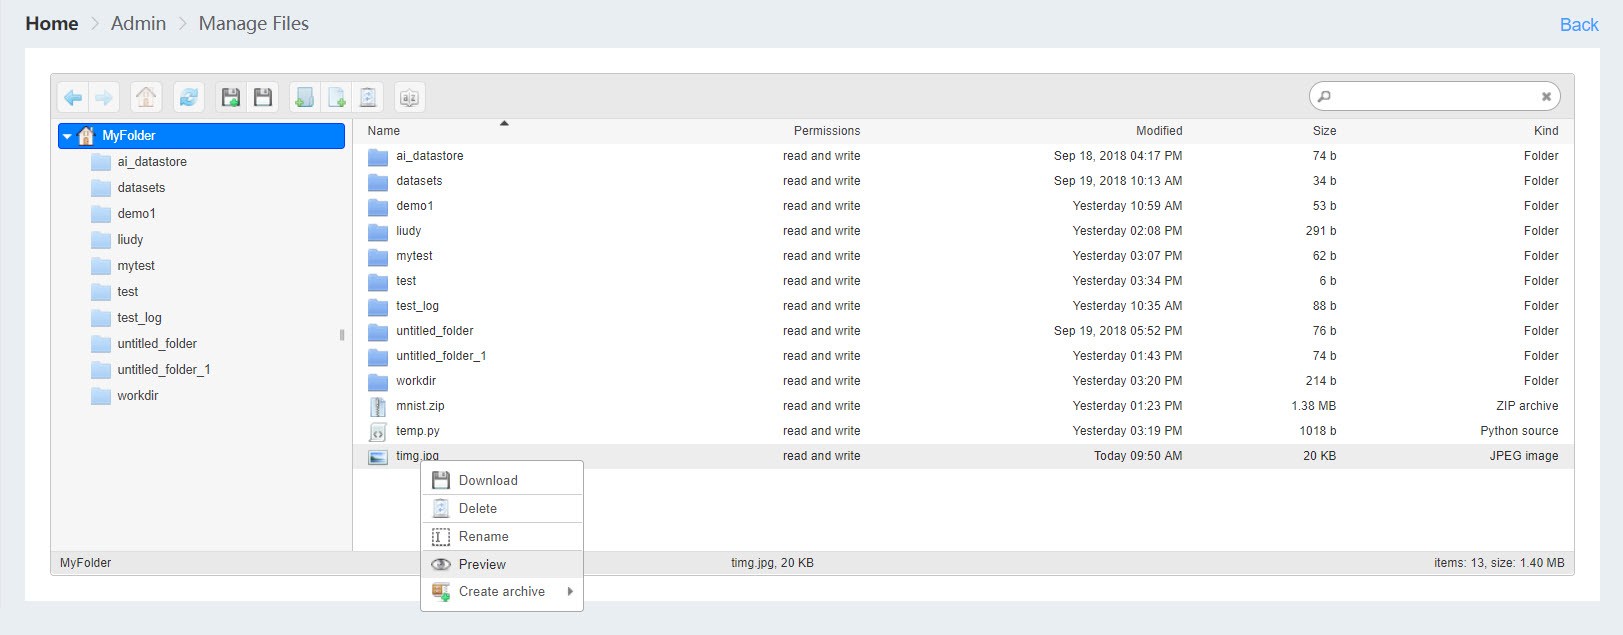 Home > Admin > Manage Files Back
MyFolder
ai_datastore
datasets
demo1
liudy
mytest
test
test_log
untitled_folder
untitled_folder_1
workdir
Name Permissions Modified Size Kind
ai_datastore read and write Sep 18, 2018 04:17 PM 74 b Folder
datasets read and write Sep 19, 2018 10:13 AM 34 b Folder
demo1 read and write Yesterday 10:59 AM 53 b Folder
liudy read and write Yesterday 02:08 PM 291 b Folder
mytest read and write Yesterday 03:07 PM 62 b Folder
test read and write Yesterday 03:34 PM 6 b Folder
test_log read and write Yesterday 10:35 AM 88 b Folder
untitled_folder read and write Sep 19, 2018 05:52 PM 76 b Folder
untitled_folder_1 read and write Yesterday 01:43 PM 74 b Folder
workdir read and write Yesterday 03:20 PM 214 b Folder
mnist.zip read and write Yesterday 01:23 PM 1.38 MB ZIP archive
temp.py read and write Yesterday 03:19 PM 1018 b Python source
timg.jpg read and write Today 09:50 AM 20 KB JPEG image
Download
Delete
Rename
Preview
Create archive
MyFolder timg.jpg, 20 KB items: 13, size: 1.40 MB